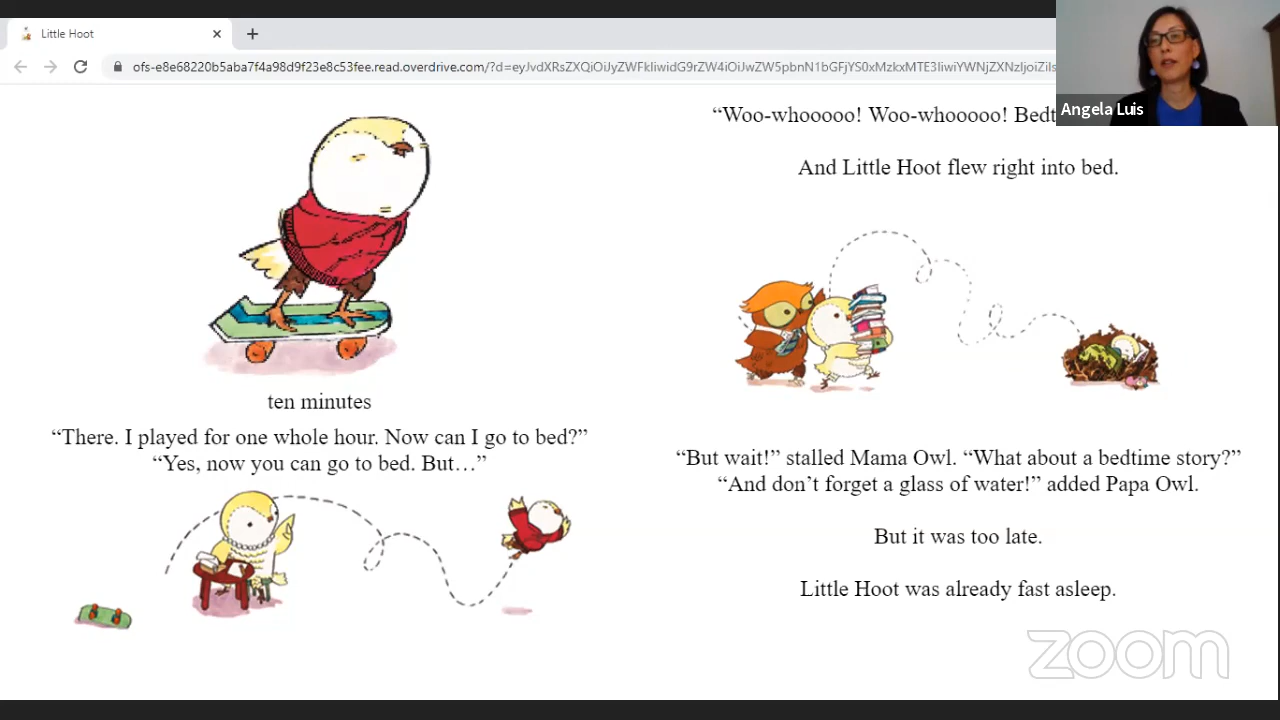 Little Hoot
ofs-e8e68220b5aba7f4a98d9f23e8c53fee.read.overdrive.com/?d=
Angela Luis
ten minutes
“There. I played for one whole hour. Now can I go to bed?”
“Yes, now you can go to bed. But…”
“Woo-whooooo! Woo-whooooo!
And Little Hoot flew right into bed.
“But wait!” stalled Mama Owl. “What about a bedtime story?”
“And don’t forget a glass of water!” added Papa Owl.
But it was too late.
Little Hoot was already fast asleep.
zoom